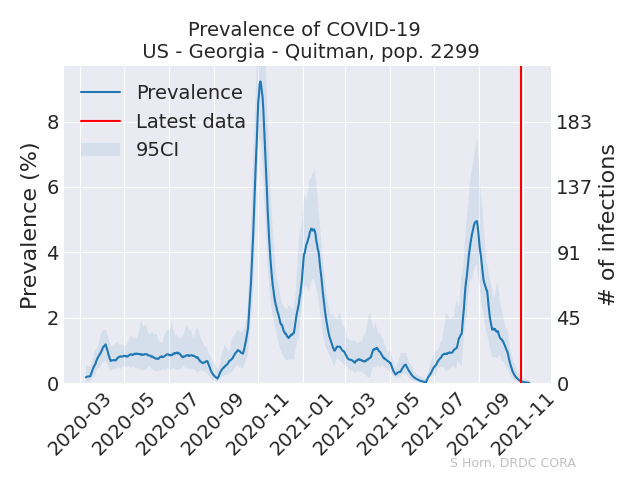 Prevalence of COVID-19
US - Georgia - Quitman, pop. 2299
Prevalence
Latest data
95CI
Prevalence (%)
8
6
4
2
0
# of infections
183
137
91
45
0
2020-03
2020-05
2020-07
2020-09
2020-11
2021-01
2021-03
2021-05
2021-07
2021-09
2021-11
S Horn, DRDC CORA